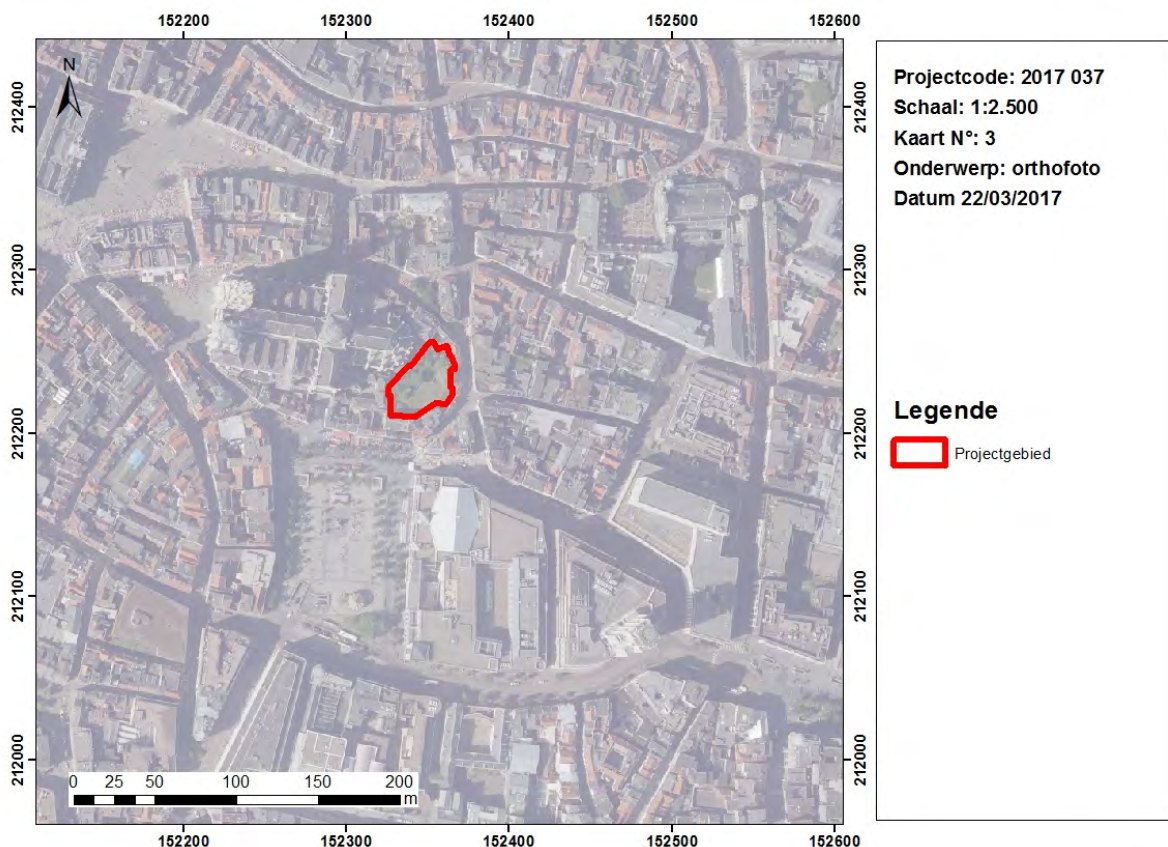 152200 152300 152400 152500 152600
212400 212400
212300 212300
212200 212200
212100 212100
212000 212000
N
0 25 50 100 150 200
m
152200 152300 152400 152500 152600
Projectcode: 2017 037
Schaal: 1:2.500
Kaart N°: 3
Onderwerp: orthofoto
Datum 22/03/2017
Legende
Projectgebied